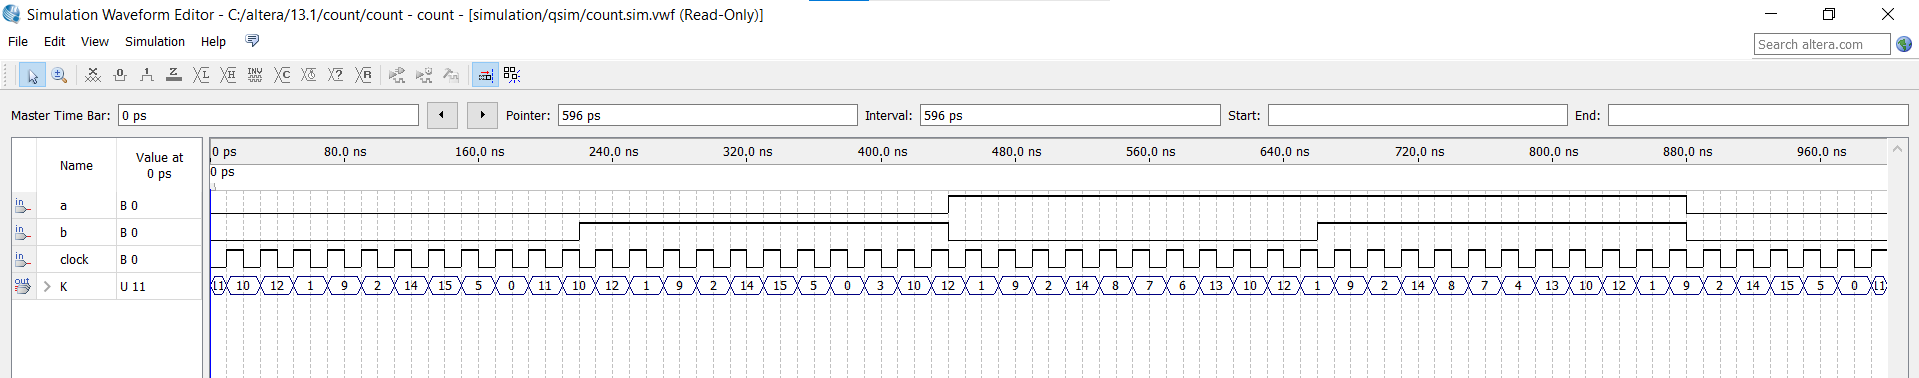 Simulation Waveform Editor - C:/altera/13.1/count/count - count - [simulation/qsim/count.sim.vwf (Read-Only)]
File Edit View Simulation Help
Search altera.com
Master Time Bar: 0 ps Pointer: 596 ps Interval: 596 ps Start: End:
Name Value at 0 ps
0 ps 80.0 ns 160.0 ns 240.0 ns 320.0 ns 400.0 ns 480.0 ns 560.0 ns 640.0 ns 720.0 ns 800.0 ns 880.0 ns 960.0 ns
0 ps
in a B 0
in b B 0
in clock B 0
out K U 11 11 10 12 1 9 2 14 15 5 0 11 10 12 1 9 2 14 15 5 0 3 10 12 1 9 2 14 8 7 6 13 10 12 1 9 2 14 8 7 4 13 10 12 1 9 2 14 15 5 0 11